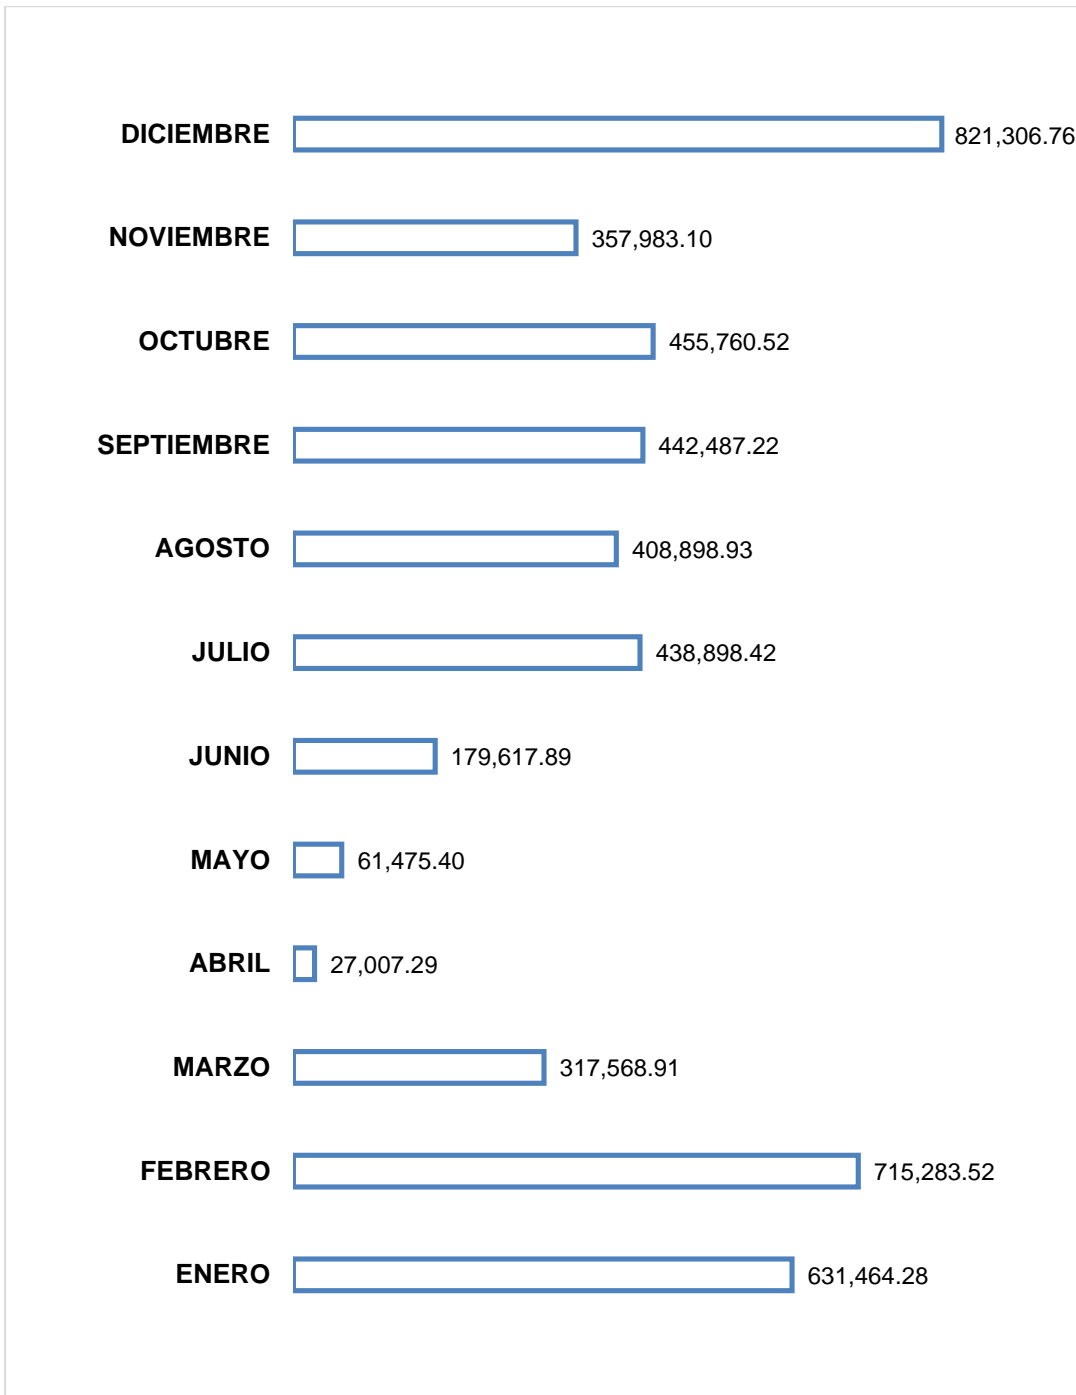 DICIEMBRE 821,306.76
NOVIEMBRE 357,983.10
OCTUBRE 455,760.52
SEPTIEMBRE 442,487.22
AGOSTO 408,898.93
JULIO 438,898.42
JUNIO 179,617.89
MAYO 61,475.40
ABRIL 27,007.29
MARZO 317,568.91
FEBRERO 715,283.52
ENERO 631,464.28